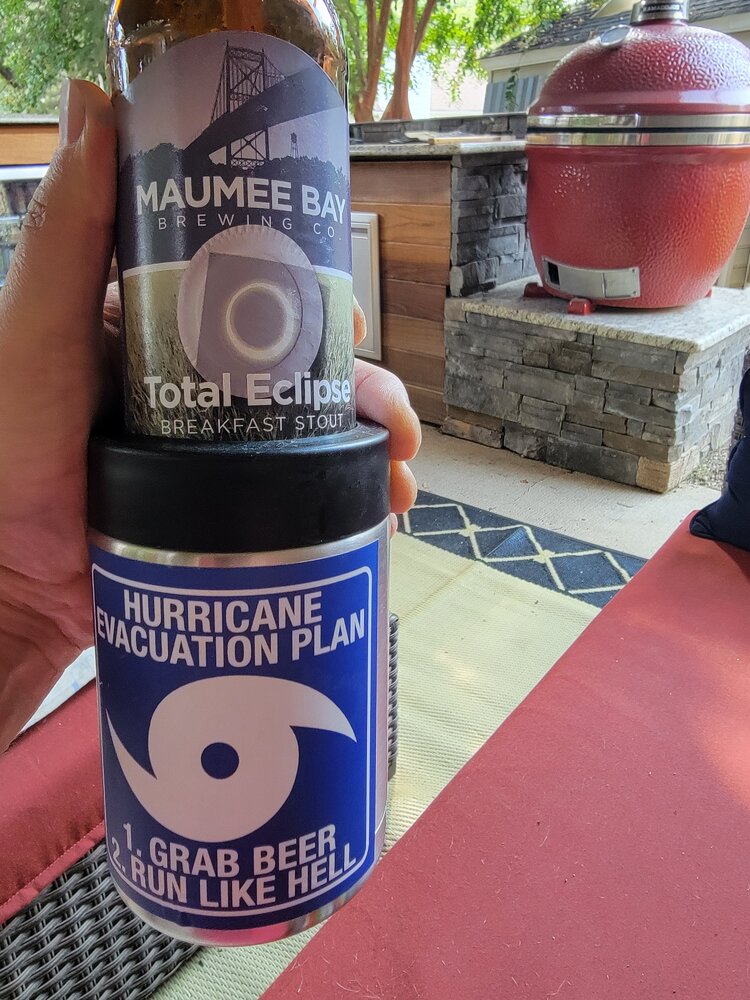 MAUMEE BAY
BREWING CO.
Total Eclipse
BREAKFAST STOUT
HURRICANE
EVACUATION PLAN
1. GRAB BEER
2. RUN LIKE HELL